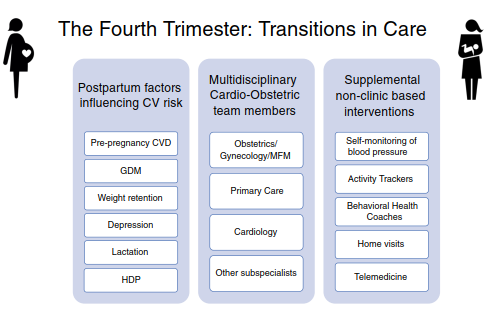 The Fourth Trimester: Transitions in Care
Postpartum factors
influencing CV risk
Pre-pregnancy CVD
GDM
Weight retention
Depression
Lactation
HDP
Multidisciplinary
Cardio-Obstetric
team members
Obstetrics/
Gynecology/MFM
Primary Care
Cardiology
Other subspecialists
Supplemental
non-clinic based
interventions
Self-monitoring of
blood pressure
Activity Trackers
Behavioral Health
Coaches
Home visits
Telemedicine